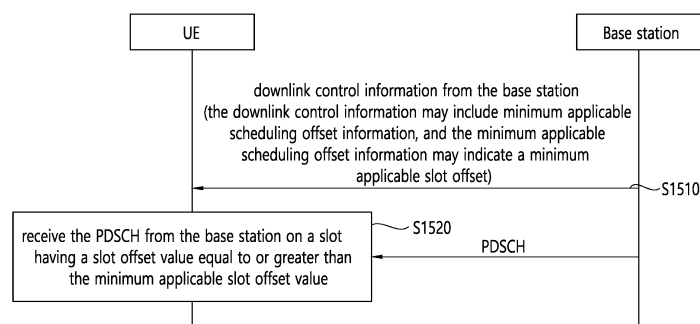 UE
Base station
downlink control information from the base station
(the downlink control information may include minimum applicable
scheduling offset information, and the minimum applicable
scheduling offset information may indicate a minimum
applicable slot offset)
S1510
receive the PDSCH from the base station on a slot
having a slot offset value equal to or greater than
the minimum applicable slot offset value
S1520
PDSCH